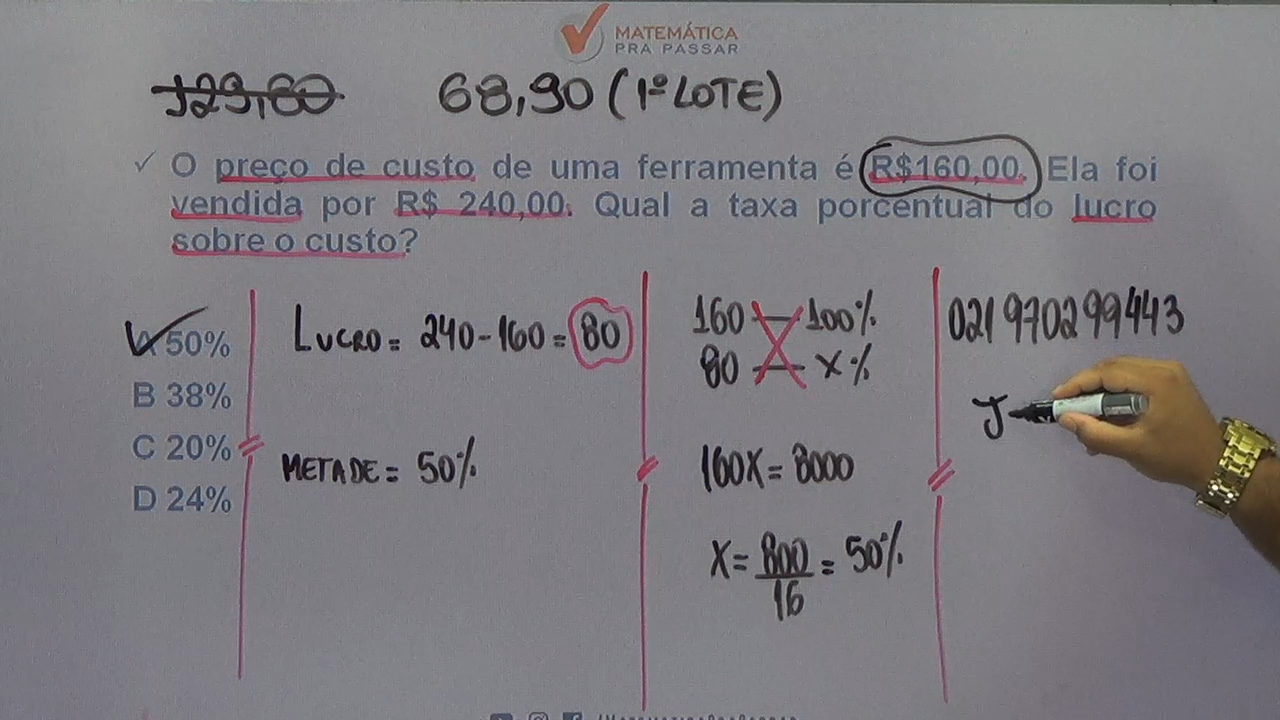 MATEMÁTICA
PRA PASSAR
129,60 68,90 (1º LOTE)
✓ O preço de custo de uma ferramenta é R$160,00. Ela foi
vendida por R$ 240,00. Qual a taxa porcentual do lucro
sobre o custo?
A 50%
B 38%
C 20%
D 24%
LUCRO = 240 - 160 = 80
METADE = 50%
160 — 100%
80 — X%
160X = 8000
X = 800/16 = 50%
021970299443
J